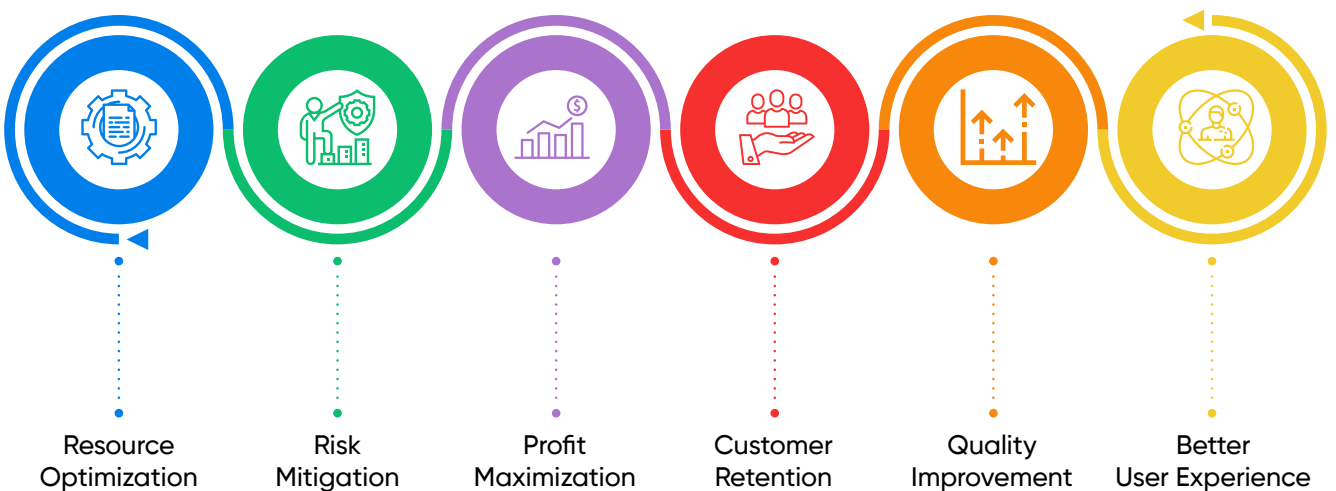 Resource
Optimization
Risk
Mitigation
Profit
Maximization
Customer
Retention
Quality
Improvement
Better
User Experience
$